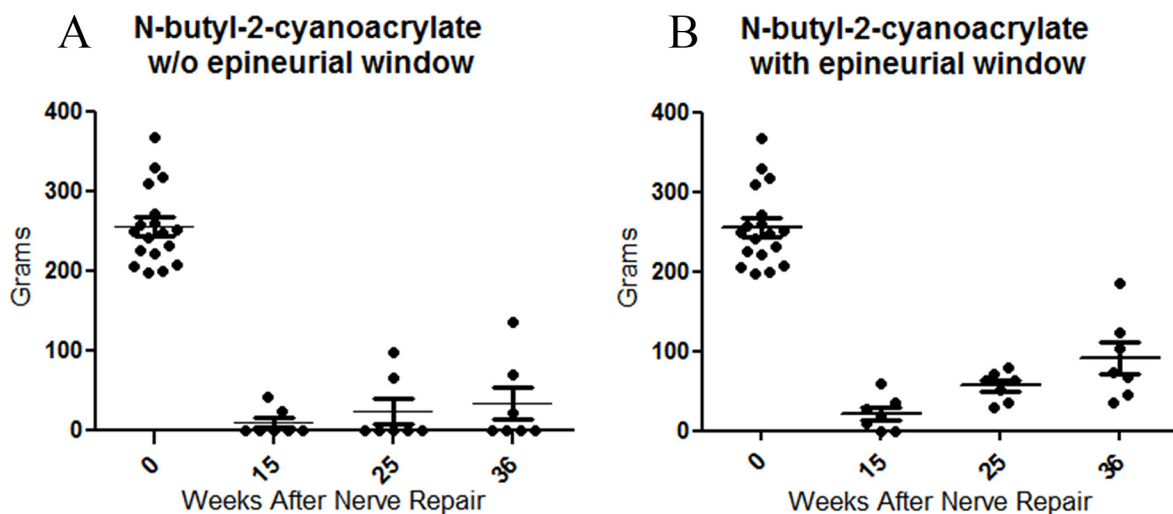 A
N-butyl-2-cyanoacrylate
w/o epineurial window
400
300
200
100
0
Grams
0
15
25
36
Weeks After Nerve Repair
B
N-butyl-2-cyanoacrylate
with epineurial window
400
300
200
100
0
Grams
0
15
25
36
Weeks After Nerve Repair